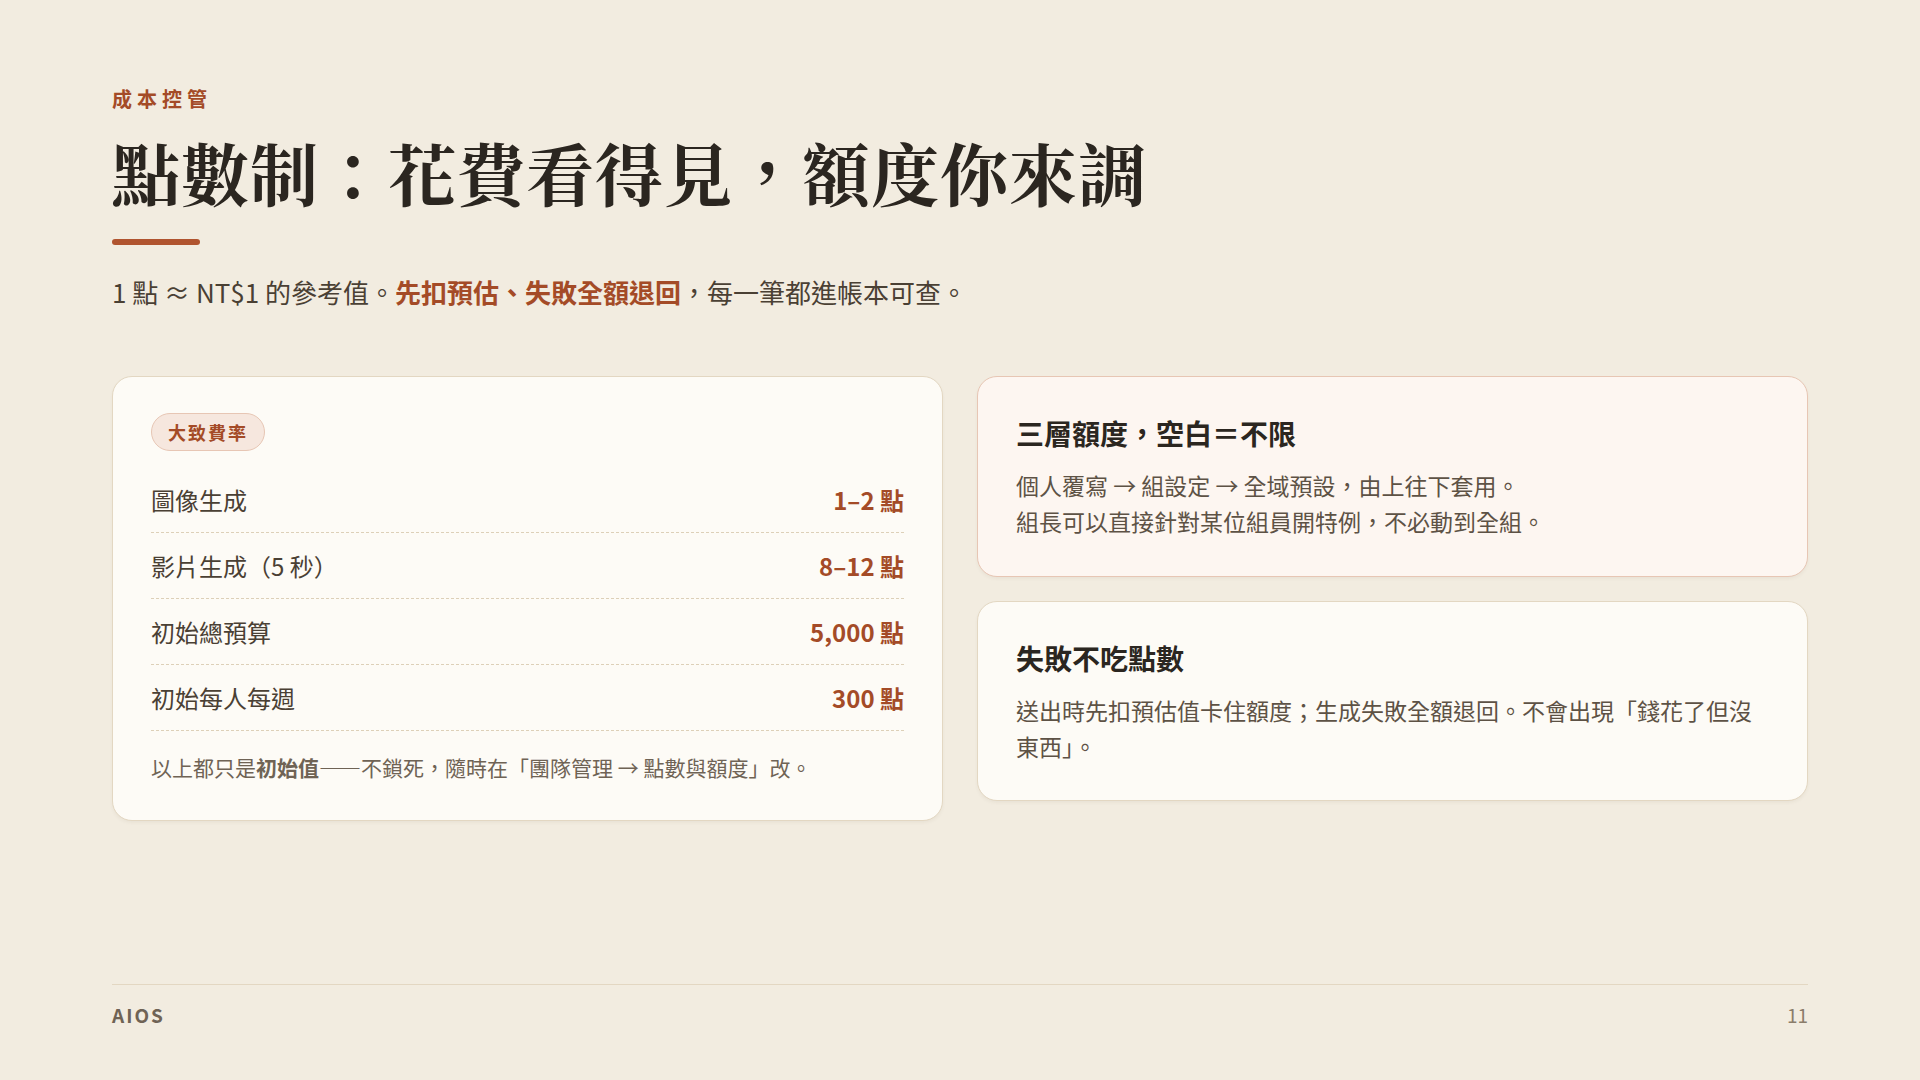 成本控管
點數制：花費看得見，額度你來調
1 點 ≈ NT$1 的參考值。先扣預估、失敗全額退回，每一筆都進帳本可查。
大致費率
圖像生成 1–2 點
影片生成（5 秒） 8–12 點
初始總預算 5,000 點
初始每人每週 300 點
以上都只是初始值——不鎖死，隨時在「團隊管理 → 點數與額度」改。
三層額度，空白＝不限
個人覆寫 → 組設定 → 全域預設，由上往下套用。
組長可以直接針對某位組員開特例，不必動到全組。
失敗不吃點數
送出時先扣預估值卡住額度；生成失敗全額退回。不會出現「錢花了但沒
東西」。
AIOS
11